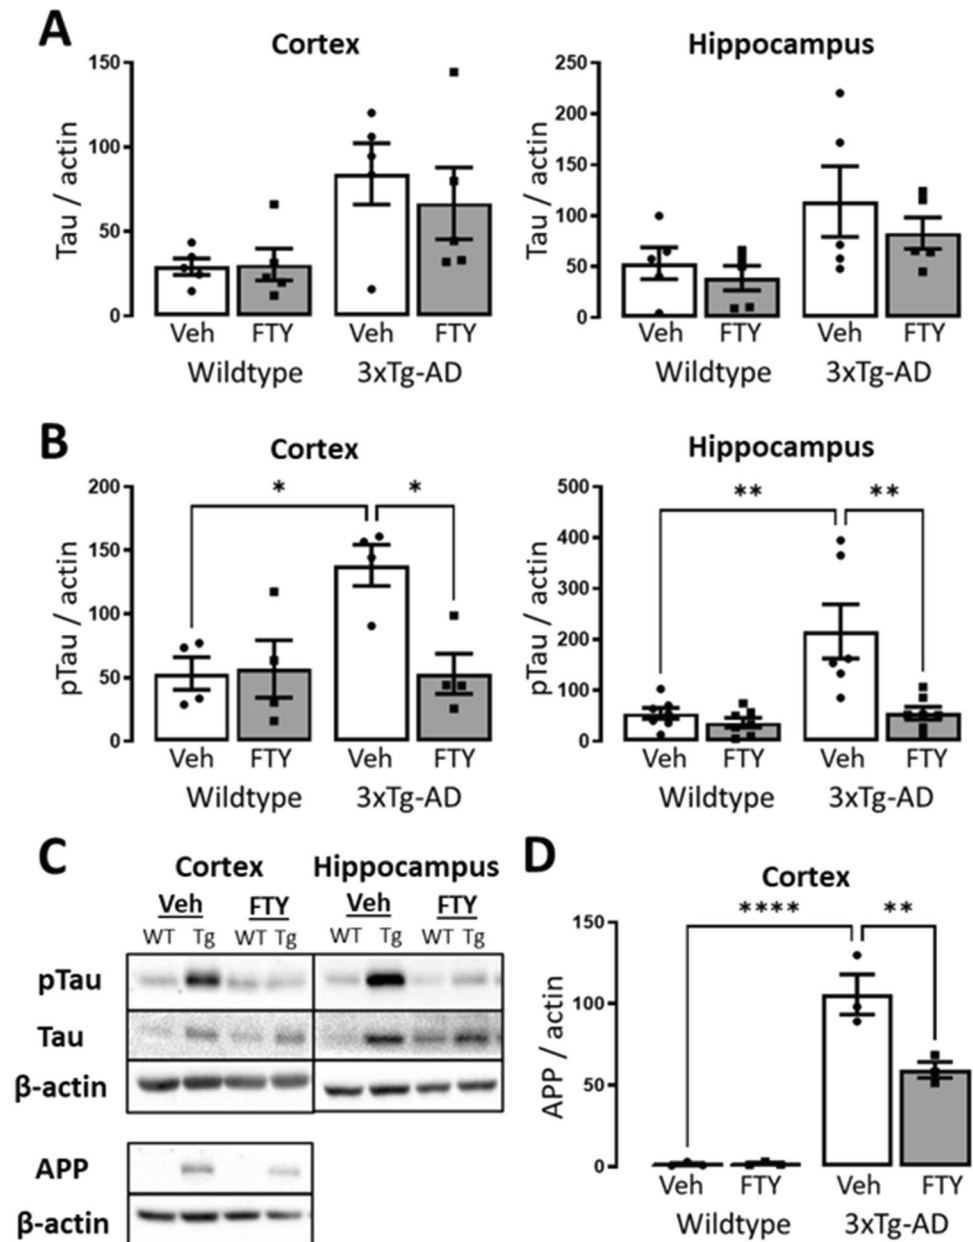 A
Cortex
Hippocampus
Tau / actin
150
100
50
0
Veh FTY Veh FTY
Wildtype 3xTg-AD
Tau / actin
250
200
150
100
50
0
Veh FTY Veh FTY
Wildtype 3xTg-AD
B
Cortex
Hippocampus
pTau / actin
200
150
100
50
0
* *
Veh FTY Veh FTY
Wildtype 3xTg-AD
pTau / actin
500
400
300
200
100
0
** **
Veh FTY Veh FTY
Wildtype 3xTg-AD
C
Cortex Hippocampus
Veh FTY Veh FTY
WT Tg WT Tg WT Tg WT Tg
pTau
Tau
β-actin
APP
β-actin
D
Cortex
APP / actin
150
100
50
0
**** **
Veh FTY Veh FTY
Wildtype 3xTg-AD